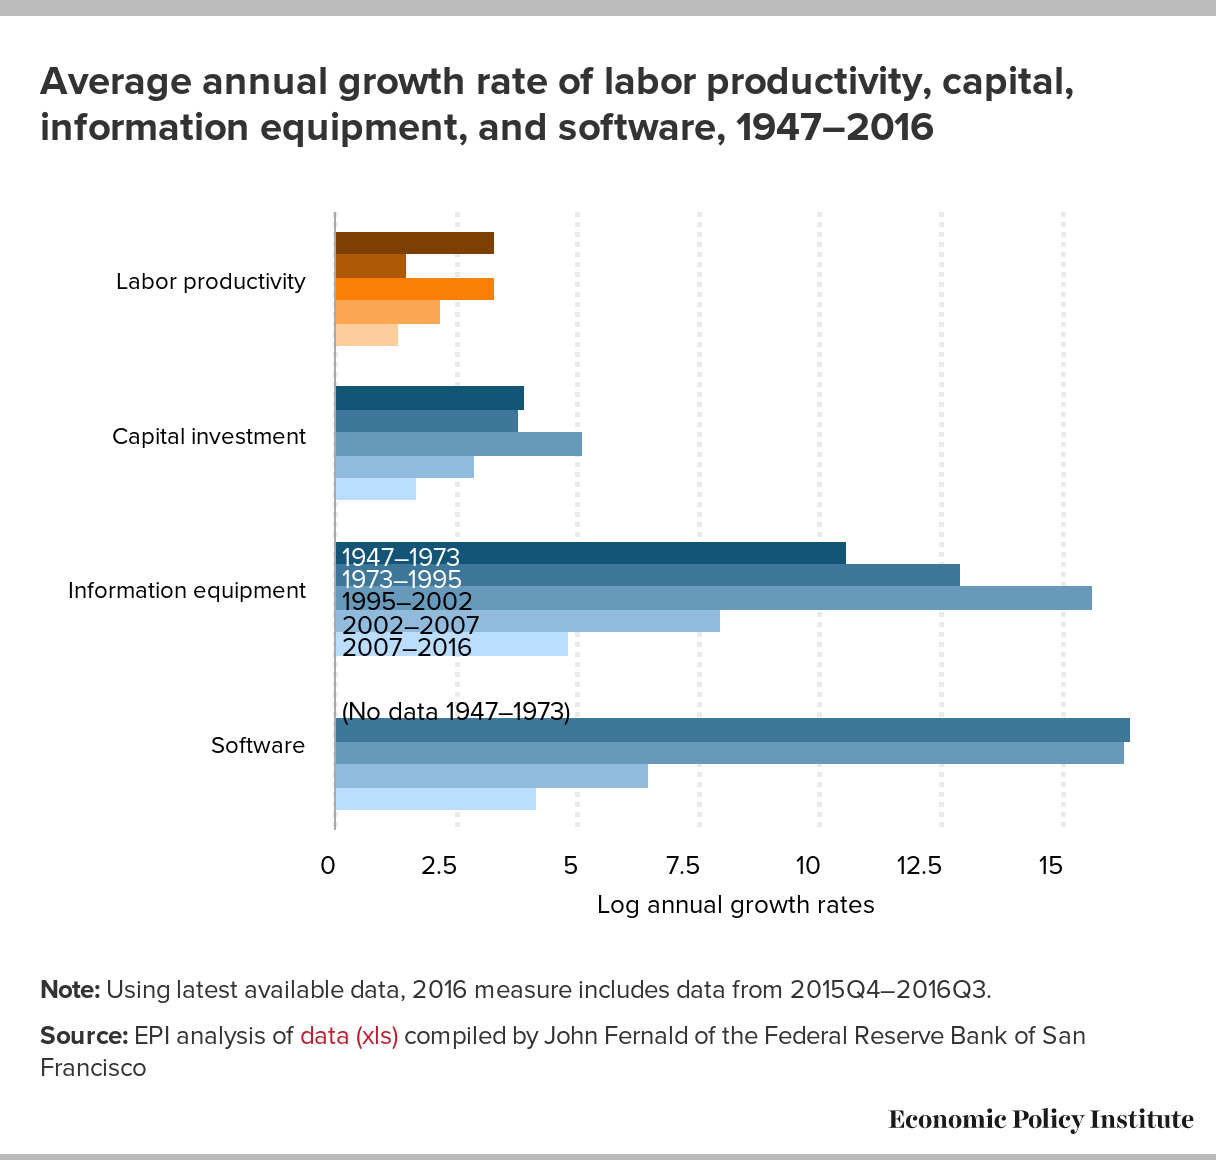 Average annual growth rate of labor productivity, capital,
information equipment, and software, 1947–2016
Labor productivity
Capital investment
Information equipment
1947–1973
1973–1995
1995–2002
2002–2007
2007–2016
(No data 1947–1973)
Software
0 2.5 5 7.5 10 12.5 15
Log annual growth rates
Note: Using latest available data, 2016 measure includes data from 2015Q4–2016Q3.
Source: EPI analysis of data (xls) compiled by John Fernald of the Federal Reserve Bank of San
Francisco
Economic Policy Institute